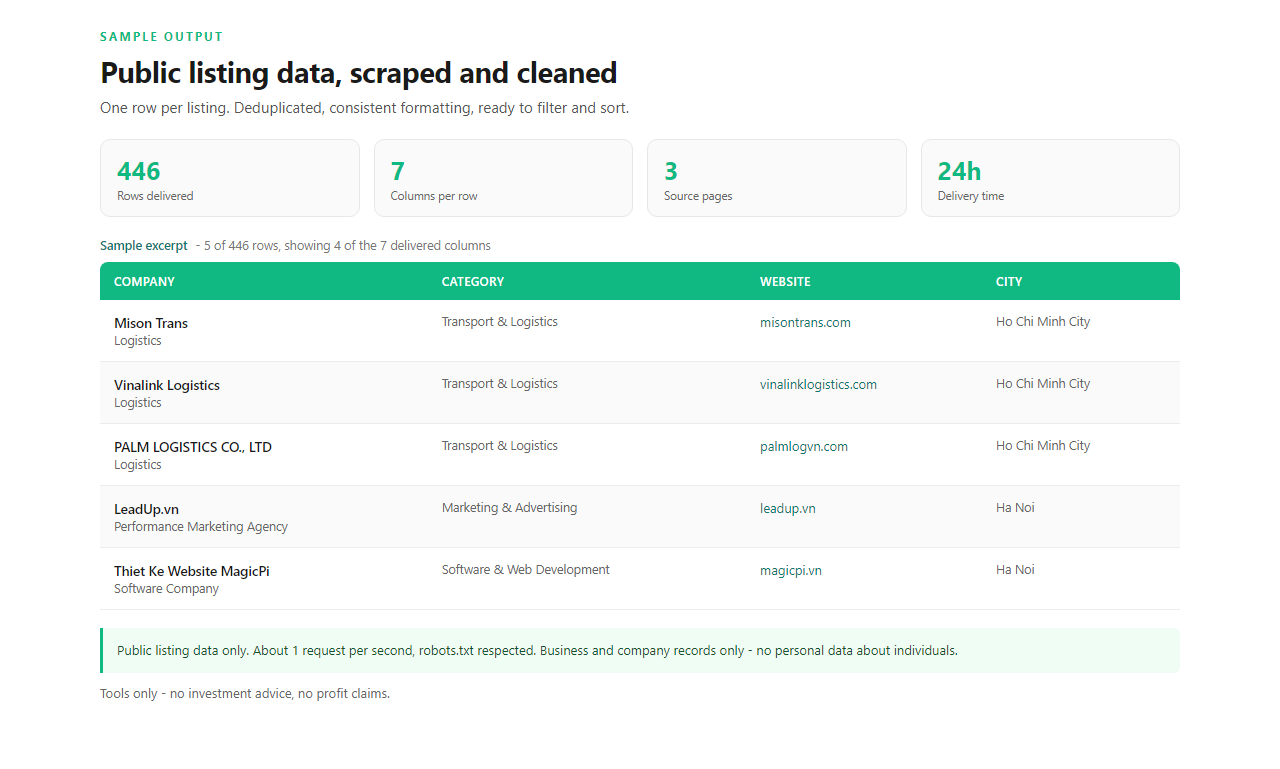 SAMPLE OUTPUT
Public listing data, scraped and cleaned
One row per listing. Deduplicated, consistent formatting, ready to filter and sort.
446
Rows delivered
7
Columns per row
3
Source pages
24h
Delivery time
Sample excerpt - 5 of 446 rows, showing 4 of the 7 delivered columns
COMPANY CATEGORY WEBSITE CITY
Mison Trans Transport & Logistics misontrans.com Ho Chi Minh City
Logistics
Vinalink Logistics Transport & Logistics vinalinklogistics.com Ho Chi Minh City
Logistics
PALM LOGISTICS CO., LTD Transport & Logistics palmlogvn.com Ho Chi Minh City
Logistics
LeadUp.vn Marketing & Advertising leadup.vn Ha Noi
Performance Marketing Agency
Thiet Ke Website MagicPi Software & Web Development magicpi.vn Ha Noi
Software Company
Public listing data only. About 1 request per second, robots.txt respected. Business and company records only - no personal data about individuals.
Tools only - no investment advice, no profit claims.